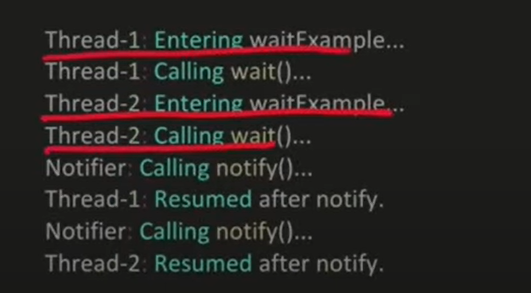 Thread-1: Entering waitExample...
Thread-1: Calling wait()...
Thread-2: Entering waitExample...
Thread-2: Calling wait()...
Notifier: Calling notify()...
Thread-1: Resumed after notify.
Notifier: Calling notify()...
Thread-2: Resumed after notify.